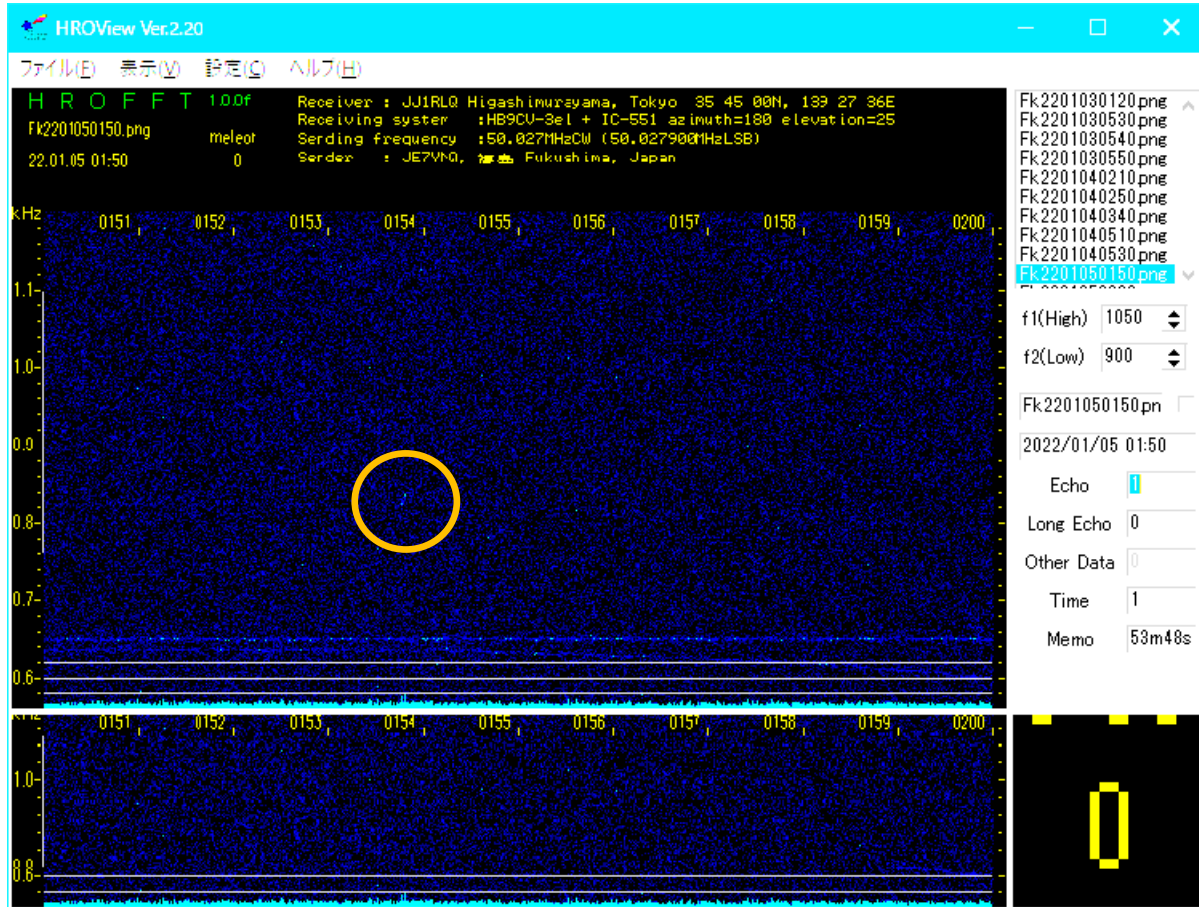 HROView Ver.2.20
ファイル(F) 表示(V) 設定(O) ヘルプ(H)
H R O F F T 1.0.0f
Fk2201050150.png meteor
22.01.05 01:50 0
Receiver : JJ1RLQ Higashimurayama, Tokyo 35 45 00N, 139 27 36E
Receiving system :HB9CV-3el + IC-551 azimuth=180 elevation=25
Serding frequency :50.027MHzCW (50.027900MHzLSB)
Serder : JE7YNQ, Fukushima, Japan
kHz 0151 0152 0153 0154 0155 0156 0157 0158 0159 0200
1.1
1.0
0.9
0.8
0.7
0.6
kHz 0151 0152 0153 0154 0155 0156 0157 0158 0159 0200
1.0
Fk2201030120.png
Fk2201030530.png
Fk2201030540.png
Fk2201030550.png
Fk2201040210.png
Fk2201040250.png
Fk2201040340.png
Fk2201040510.png
Fk2201040530.png
Fk2201050150.png
f1(High) 1050
f2(Low) 900
Fk2201050150.pn
2022/01/05 01:50
Echo 1
Long Echo 0
Other Data 0
Time 1
Memo 53m48s
0